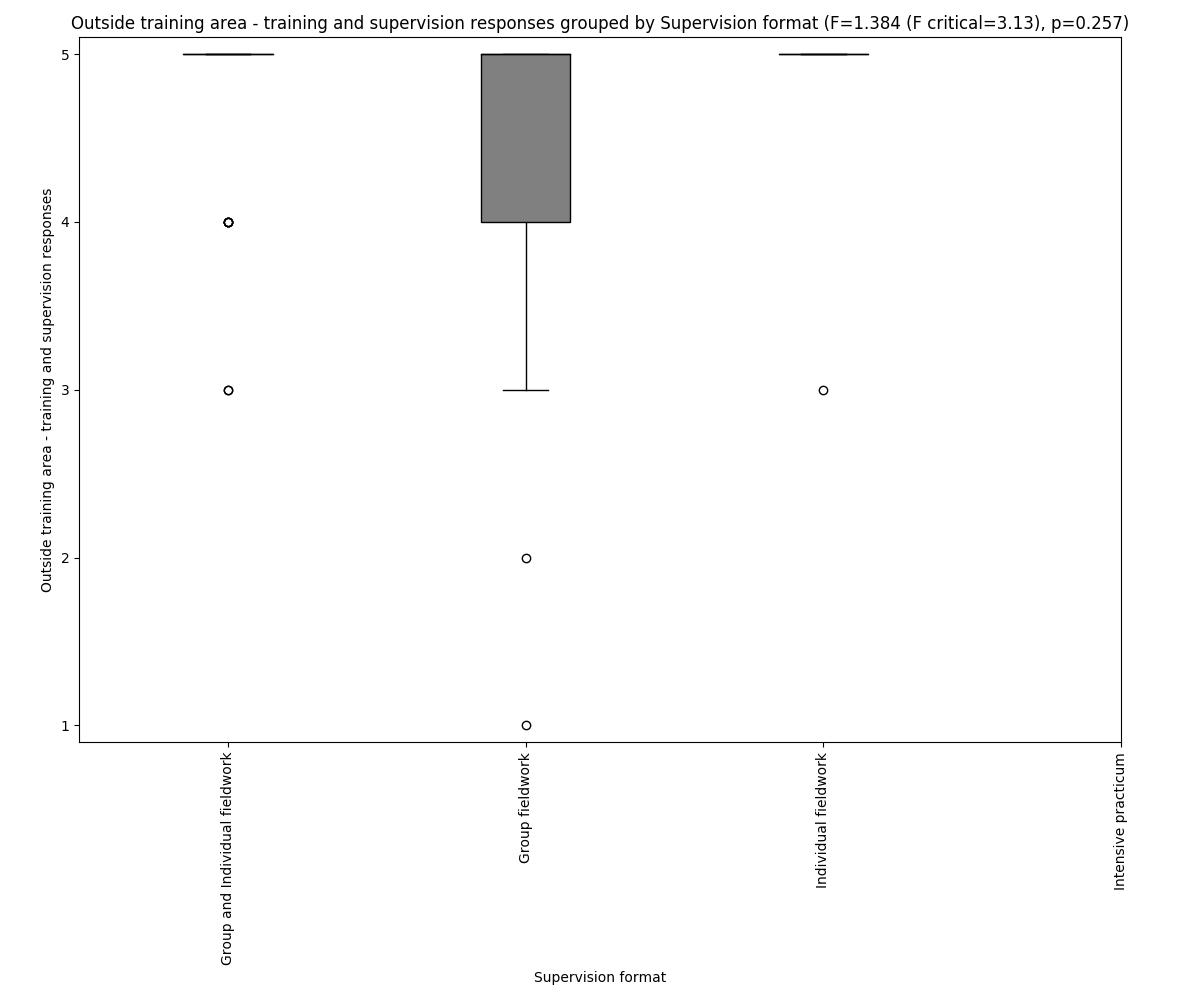 Outside training area - training and supervision responses grouped by Supervision format (F=1.384 (F critical=3.13), p=0.257)
Outside training area - training and supervision responses
5
4
3
2
1
Group and Individual fieldwork
Group fieldwork
Individual fieldwork
Intensive practicum
Supervision format